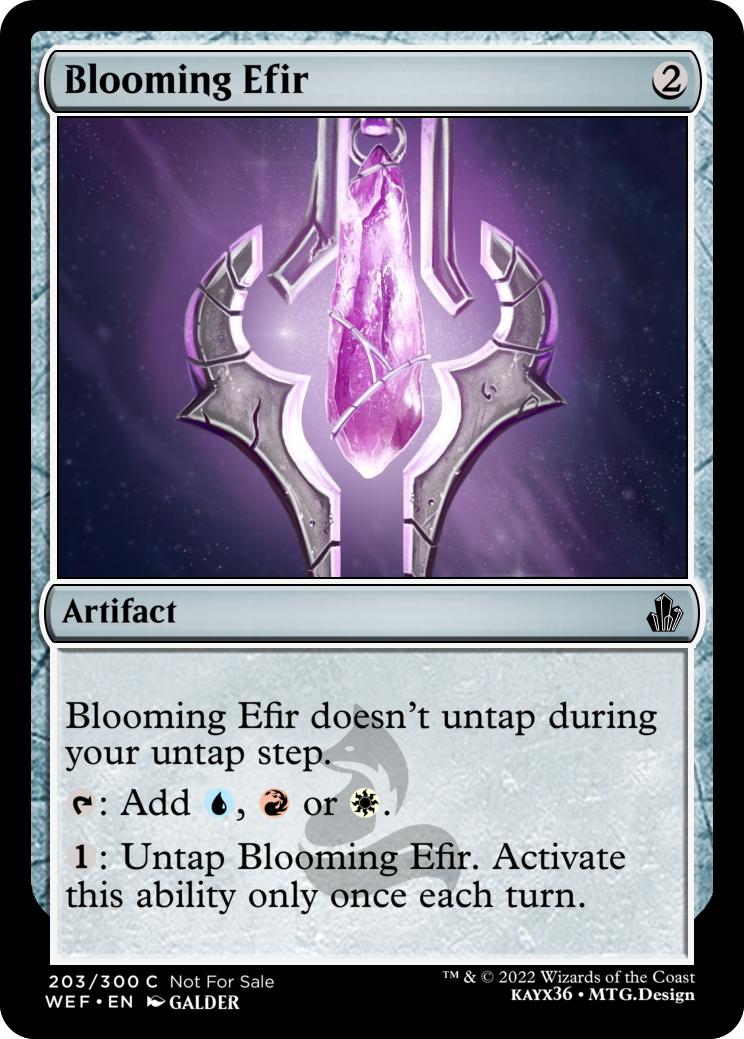 Blooming Efir 2
Artifact
Blooming Efir doesn't untap during
your untap step.
: Add , or .
1: Untap Blooming Efir. Activate
this ability only once each turn.
203/300 C Not For Sale
WEF • EN GALDER
™ & © 2022 Wizards of the Coast
KAYX36 • MTG.Design